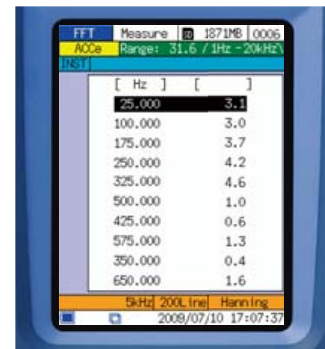 FFT Measure SD 1871MB 0006
ACCe Range: 31.6 / 1Hz - 20kHz
INST
[ Hz ] [ ]
25.000 3.1
100.000 3.0
175.000 3.7
250.000 4.2
325.000 4.6
500.000 1.0
425.000 0.6
575.000 1.3
350.000 0.4
650.000 1.6
5kHz 200Line Hanning
2009/07/10 17:07:37